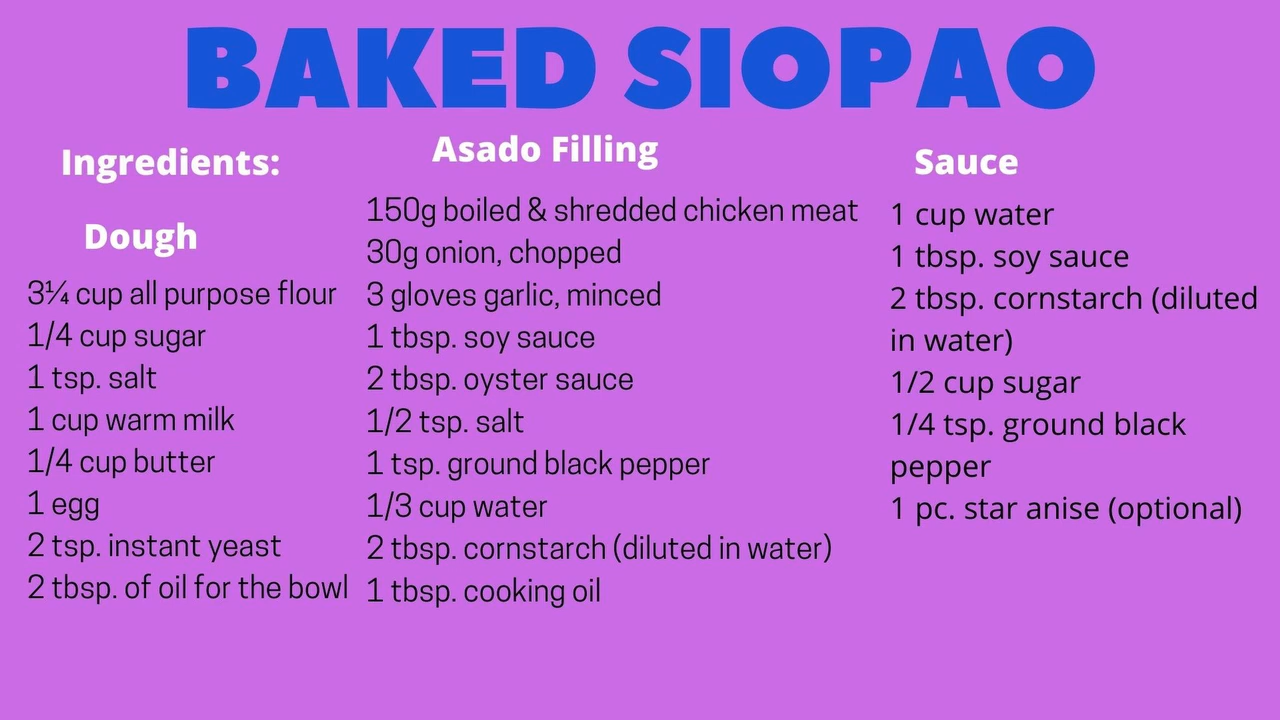 BAKED SIOPAO
Ingredients:
Dough
3¼ cup all purpose flour
1/4 cup sugar
1 tsp. salt
1 cup warm milk
1/4 cup butter
1 egg
2 tsp. instant yeast
2 tbsp. of oil for the bowl
Asado Filling
150g boiled & shredded chicken meat
30g onion, chopped
3 gloves garlic, minced
1 tbsp. soy sauce
2 tbsp. oyster sauce
1/2 tsp. salt
1 tsp. ground black pepper
1/3 cup water
2 tbsp. cornstarch (diluted in water)
1 tbsp. cooking oil
Sauce
1 cup water
1 tbsp. soy sauce
2 tbsp. cornstarch (diluted
in water)
1/2 cup sugar
1/4 tsp. ground black
pepper
1 pc. star anise (optional)